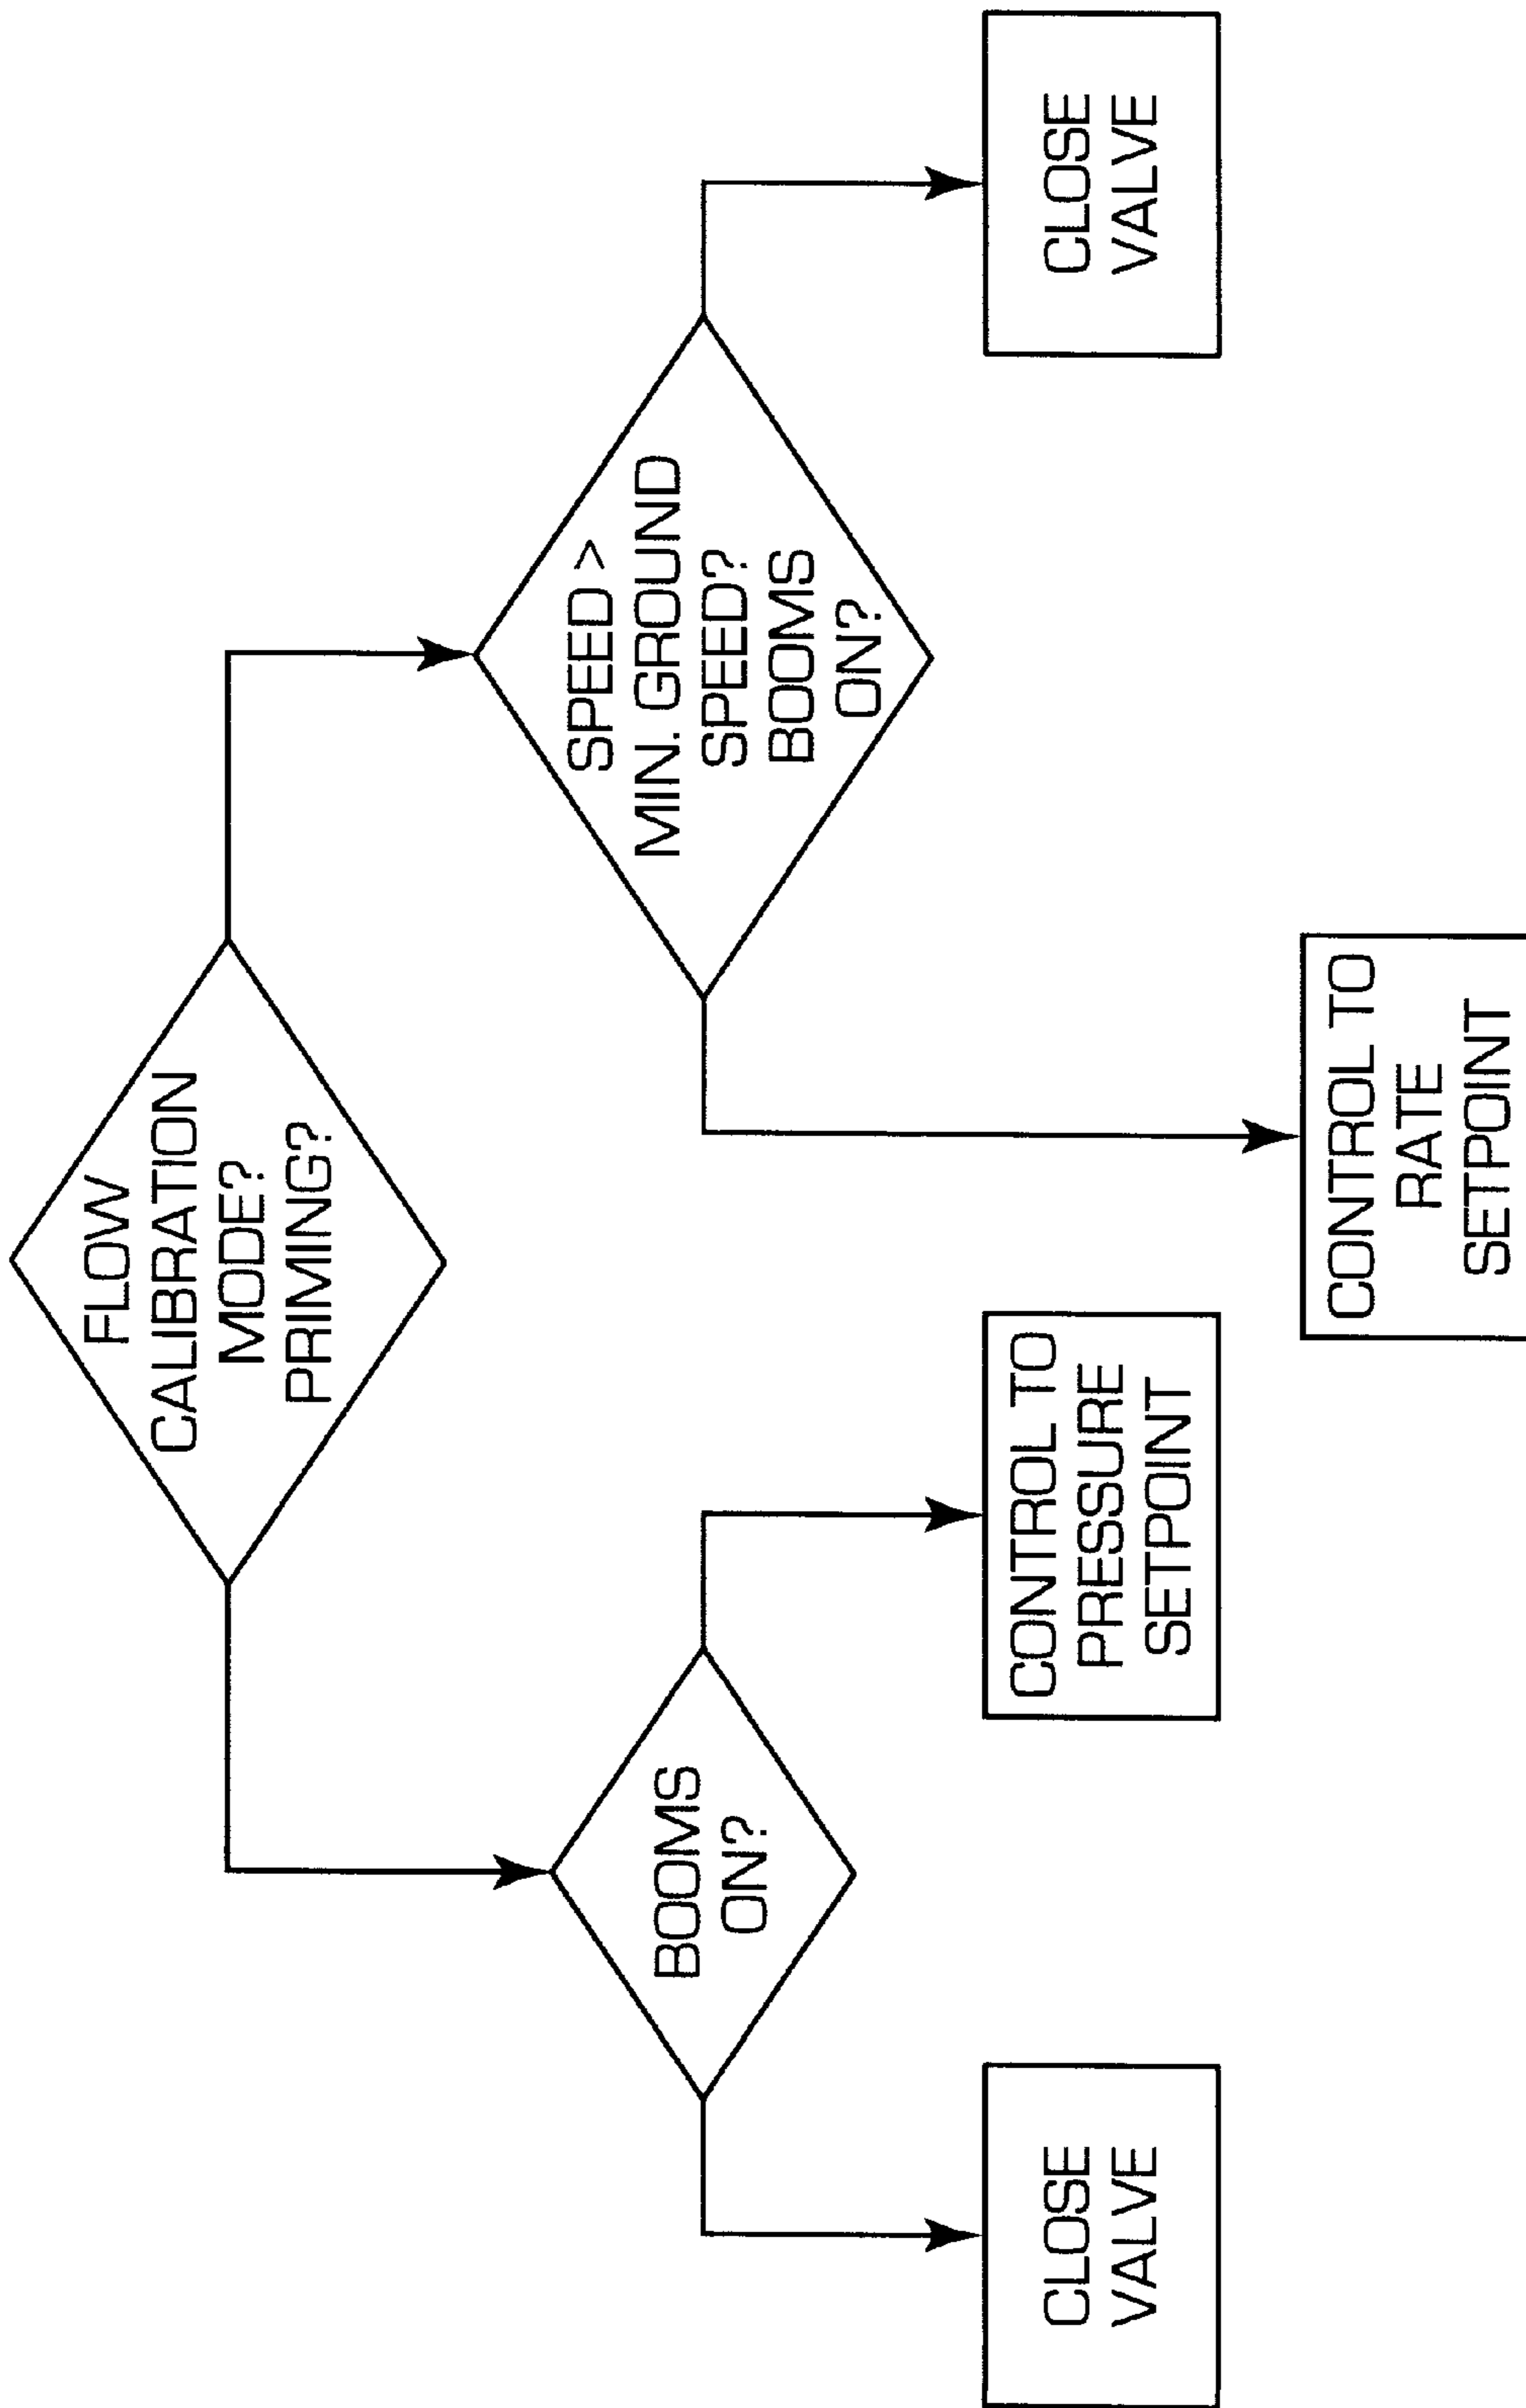 FLOW
CALIBRATION
MODE?
PRIMING?
BOOMS
ON?
SPEED >
MIN. GROUND
SPEED?
BOOMS
ON?
CLOSE
VALVE
CONTROL TO
PRESSURE
SETPOINT
CONTROL TO
RATE
SETPOINT
CLOSE
VALVE